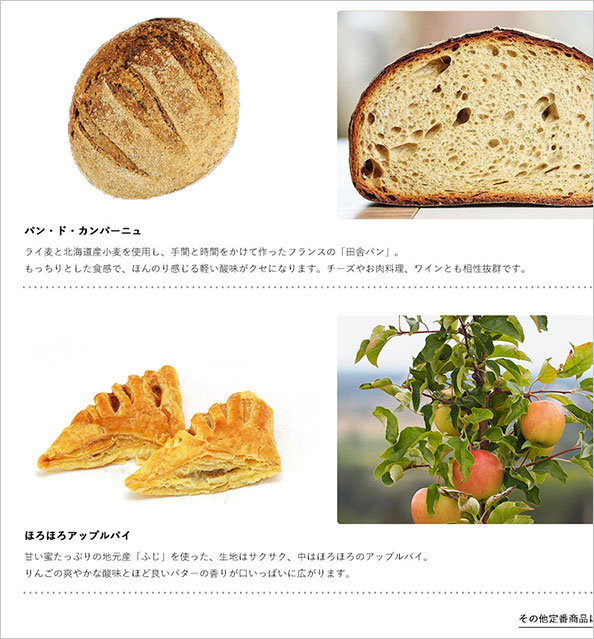 パン・ド・カンパーニュ
ライ麦と北海道産小麦を使用し、手間と時間をかけて作ったフランスの「田舎パン」。
もっちりとした食感で、ほんのり感じる軽い酸味がクセになります。チーズやお肉料理、ワインとも相性抜群です。
ほろほろアップルパイ
甘い蜜たっぷりの地元産「ふじ」を使った、生地はサクサク、中はほろほろのアップルパイ。
りんごの爽やかな酸味とほど良いバターの香りが口いっぱいに広がります。
その他定番商品に